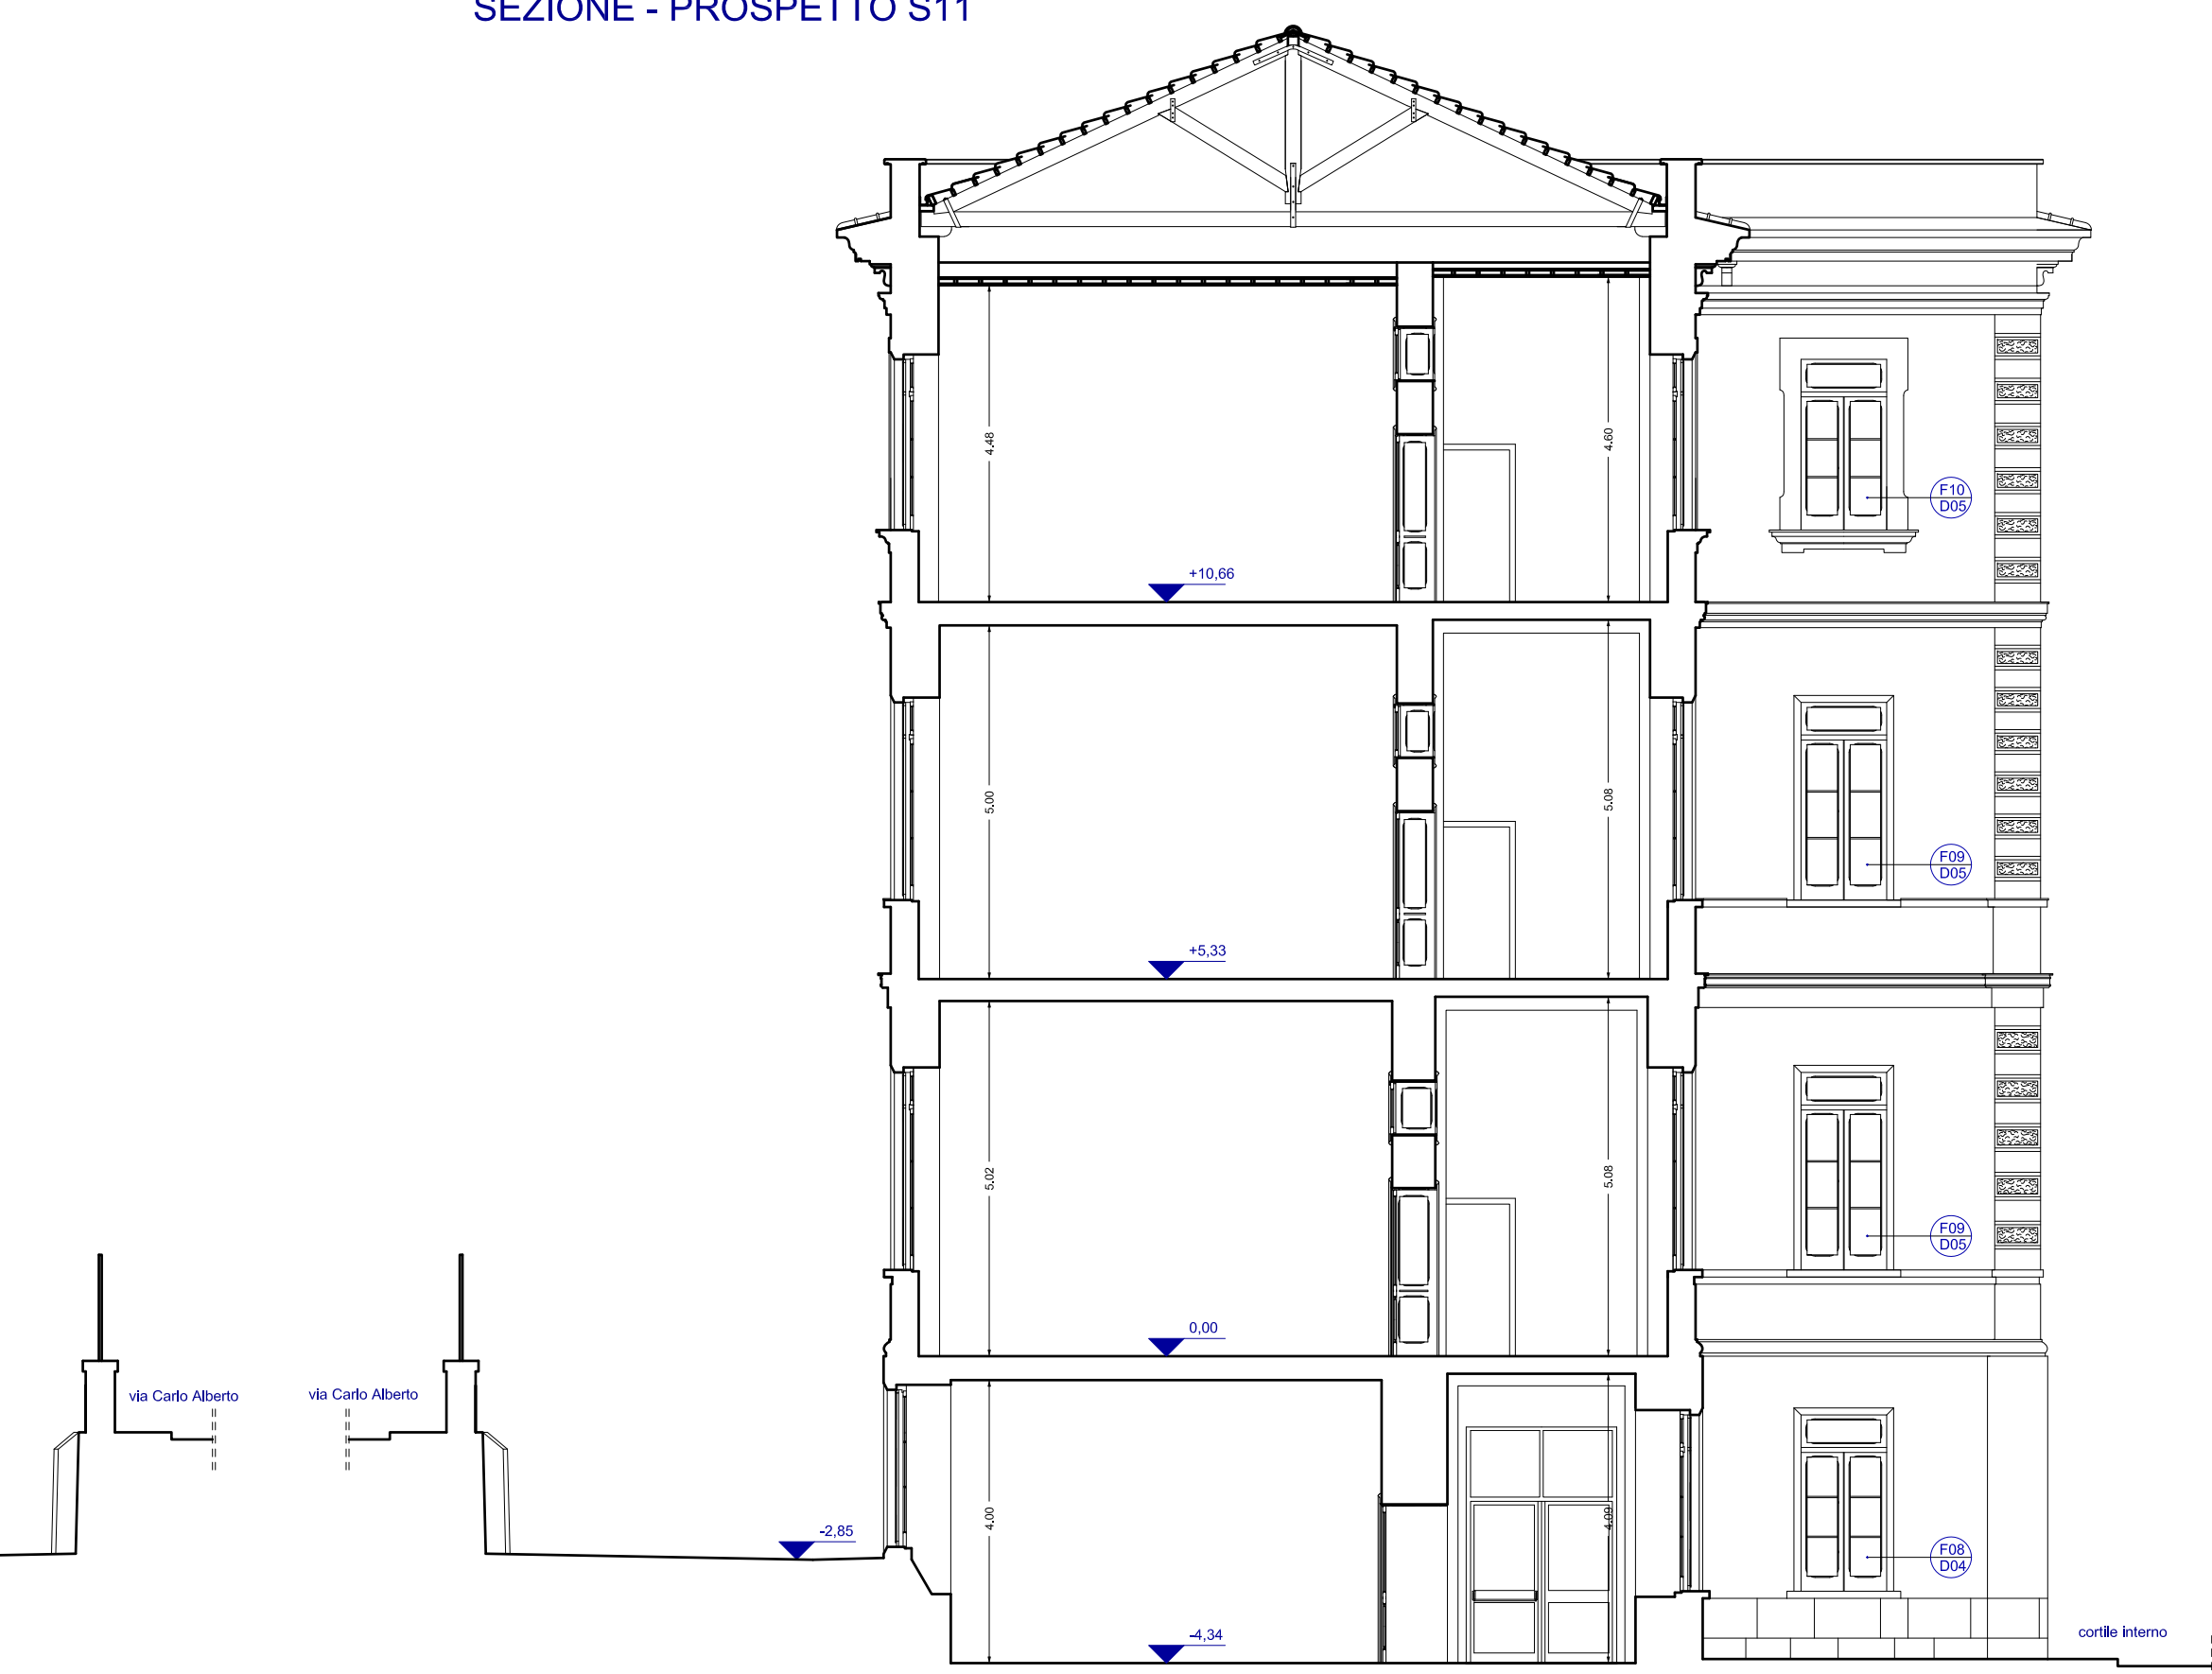 SEZIONE - PROSPETTO S11
4.48
4.60
F10
D05
+10,66
5.00
5.08
F09
D05
+5,33
5.02
5.08
F09
D05
0,00
via Carlo Alberto
via Carlo Alberto
4.00
4.09
-2,85
F08
D04
-4,34
cortile interno